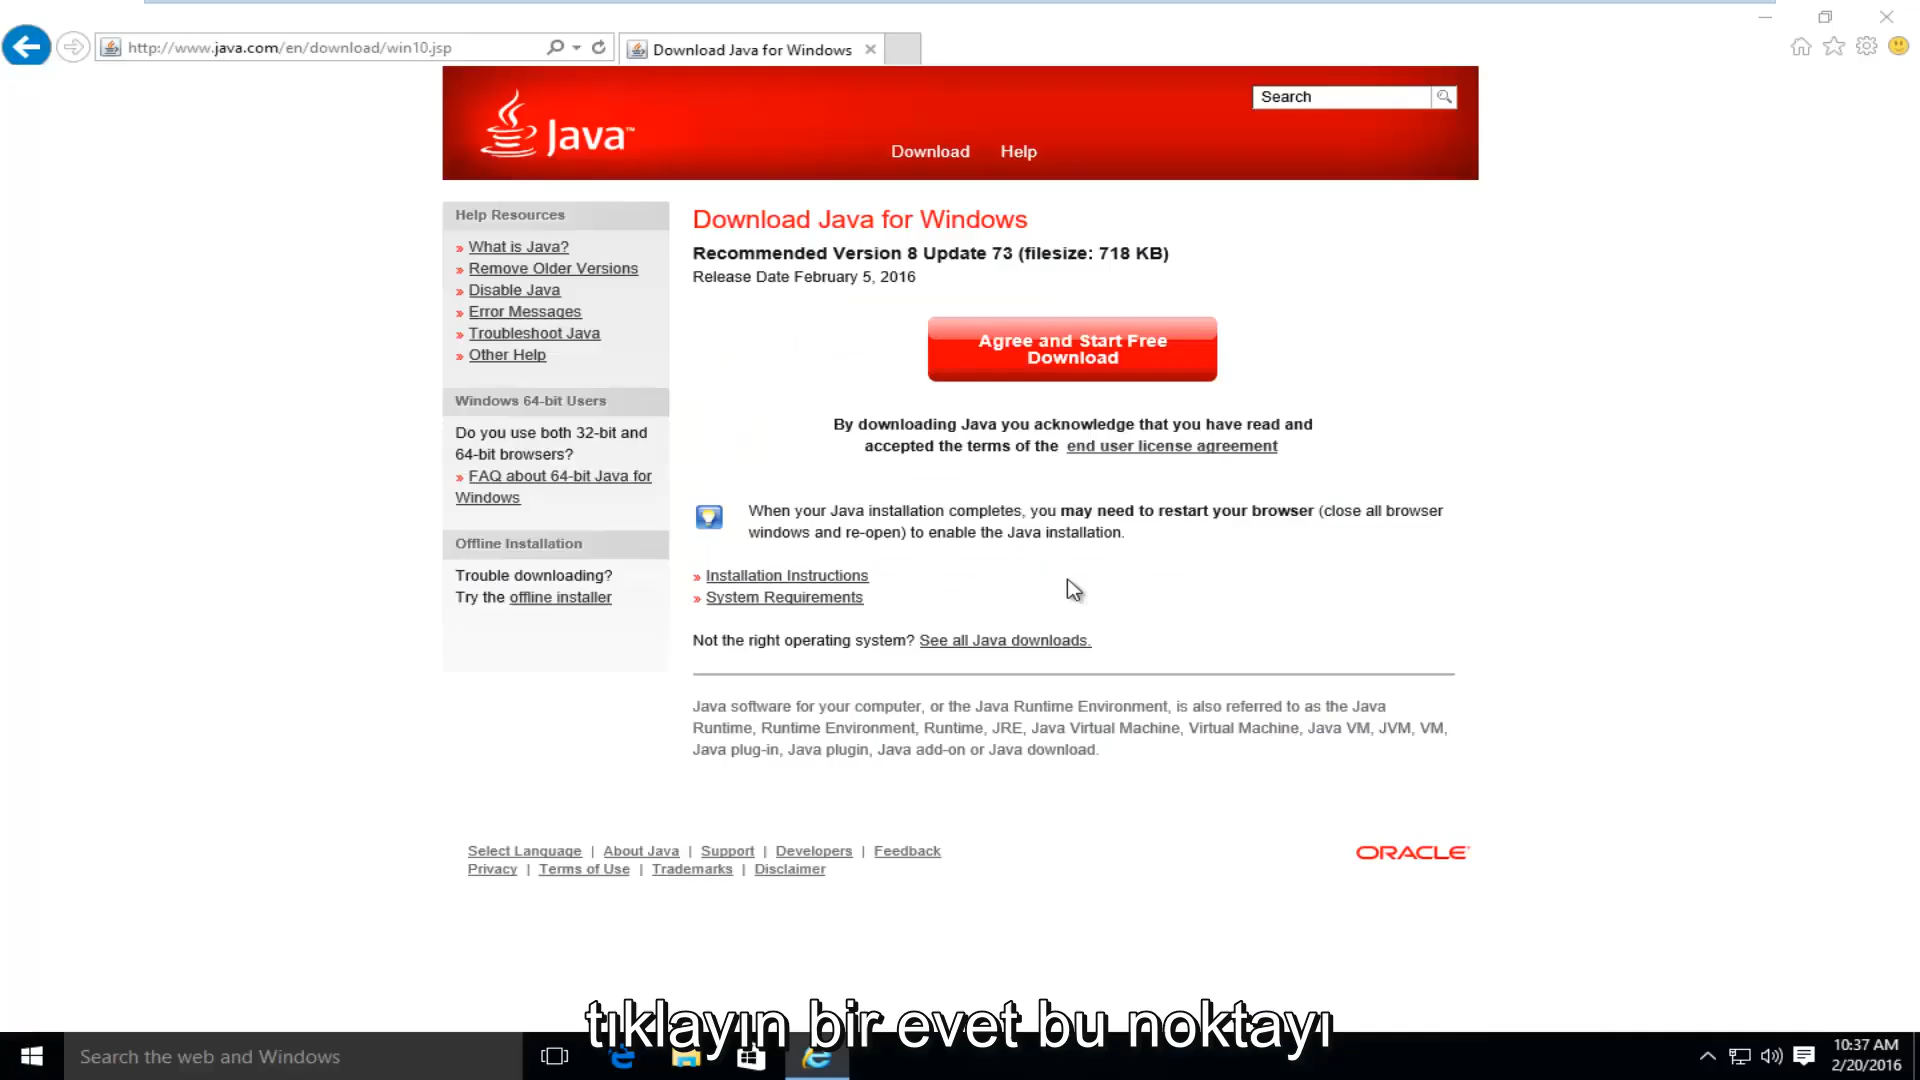 http://www.java.com/en/download/win10.jsp
Download Java for Windows
Java™
Search
Download Help
Help Resources
» What is Java?
» Remove Older Versions
» Disable Java
» Error Messages
» Troubleshoot Java
» Other Help
Windows 64-bit Users
Do you use both 32-bit and
64-bit browsers?
» FAQ about 64-bit Java for
Windows
Offline Installation
Trouble downloading?
Try the offline installer
Download Java for Windows
Recommended Version 8 Update 73 (filesize: 718 KB)
Release Date February 5, 2016
Agree and Start Free
Download
By downloading Java you acknowledge that you have read and
accepted the terms of the end user license agreement
When your Java installation completes, you may need to restart your browser (close all browser
windows and re-open) to enable the Java installation.
» Installation Instructions
» System Requirements
Not the right operating system? See all Java downloads.
Java software for your computer, or the Java Runtime Environment, is also referred to as the Java
Runtime, Runtime Environment, Runtime, JRE, Java Virtual Machine, Virtual Machine, Java VM, JVM, VM,
Java plug-in, Java plugin, Java add-on or Java download.
Select Language | About Java | Support | Developers | Feedback
Privacy | Terms of Use | Trademarks | Disclaimer
ORACLE
tıklayın bir evet bu noktayı
Search the web and Windows
10:37 AM
2/20/2016